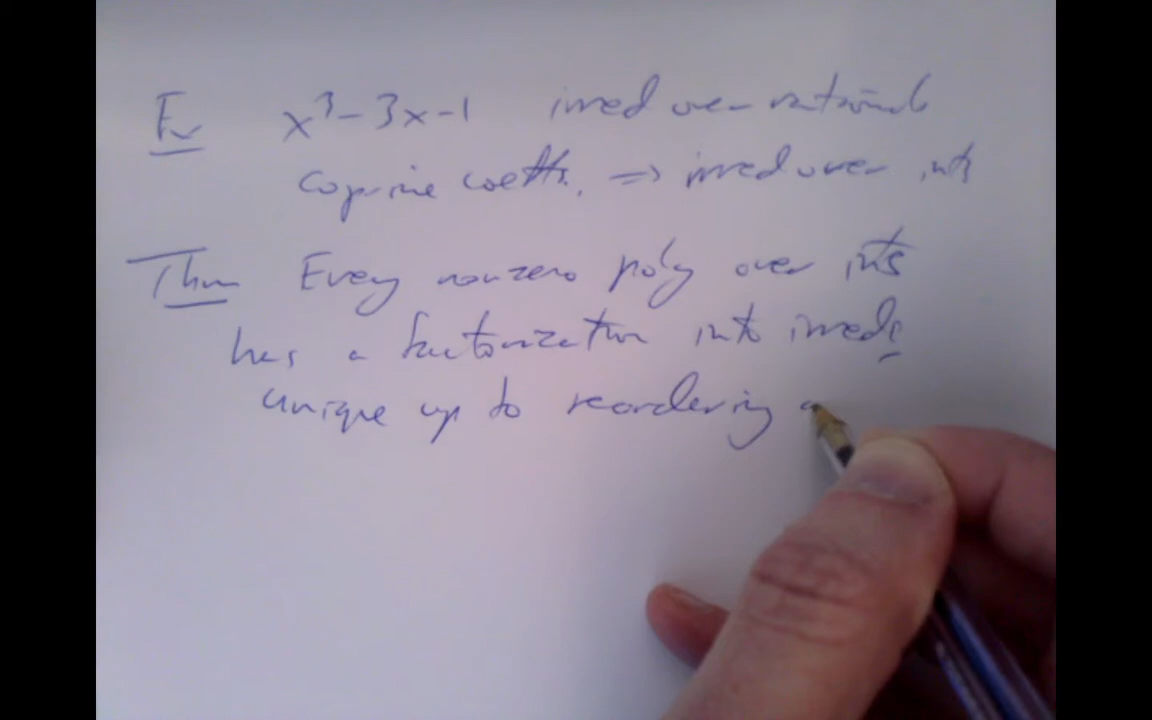 Ex x³-3x-1 irred over rationals
coprime coeffs. => irred over ints
Thm Every nonzero poly over ints
has a factorization into irreds
unique up to reordering